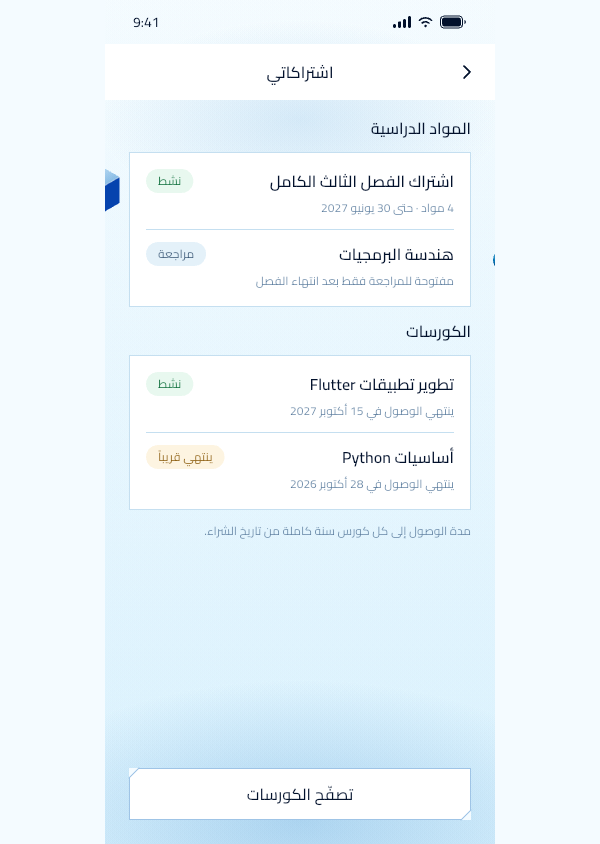 9:41
اشتراكاتي
المواد الدراسية
اشتراك الفصل الثالث الكامل
نشط
4 مواد · حتى 30 يونيو 2027
هندسة البرمجيات
مراجعة
مفتوحة للمراجعة فقط بعد انتهاء الفصل
الكورسات
تطوير تطبيقات Flutter
نشط
ينتهي الوصول في 15 أكتوبر 2027
أساسيات Python
ينتهي قريباً
ينتهي الوصول في 28 أكتوبر 2026
مدة الوصول إلى كل كورس سنة كاملة من تاريخ الشراء.
تصفّح الكورسات